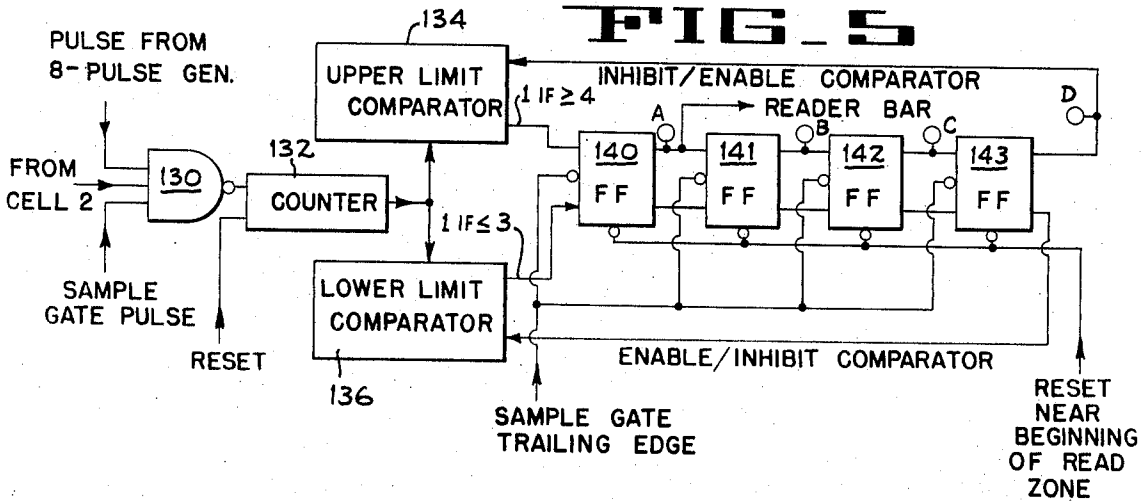 FIG_5
PULSE FROM
8-PULSE GEN.
134
UPPER LIMIT
COMPARATOR
1 IF ≥ 4
INHIBIT/ENABLE COMPARATOR
READER BAR
A
B
C
D
FROM
CELL 2
130
132
COUNTER
140
FF
141
FF
142
FF
143
FF
1 IF ≤ 3
SAMPLE
GATE PULSE
RESET
LOWER LIMIT
COMPARATOR
136
ENABLE/INHIBIT COMPARATOR
SAMPLE GATE
TRAILING EDGE
RESET
NEAR
BEGINNING
OF READ
ZONE